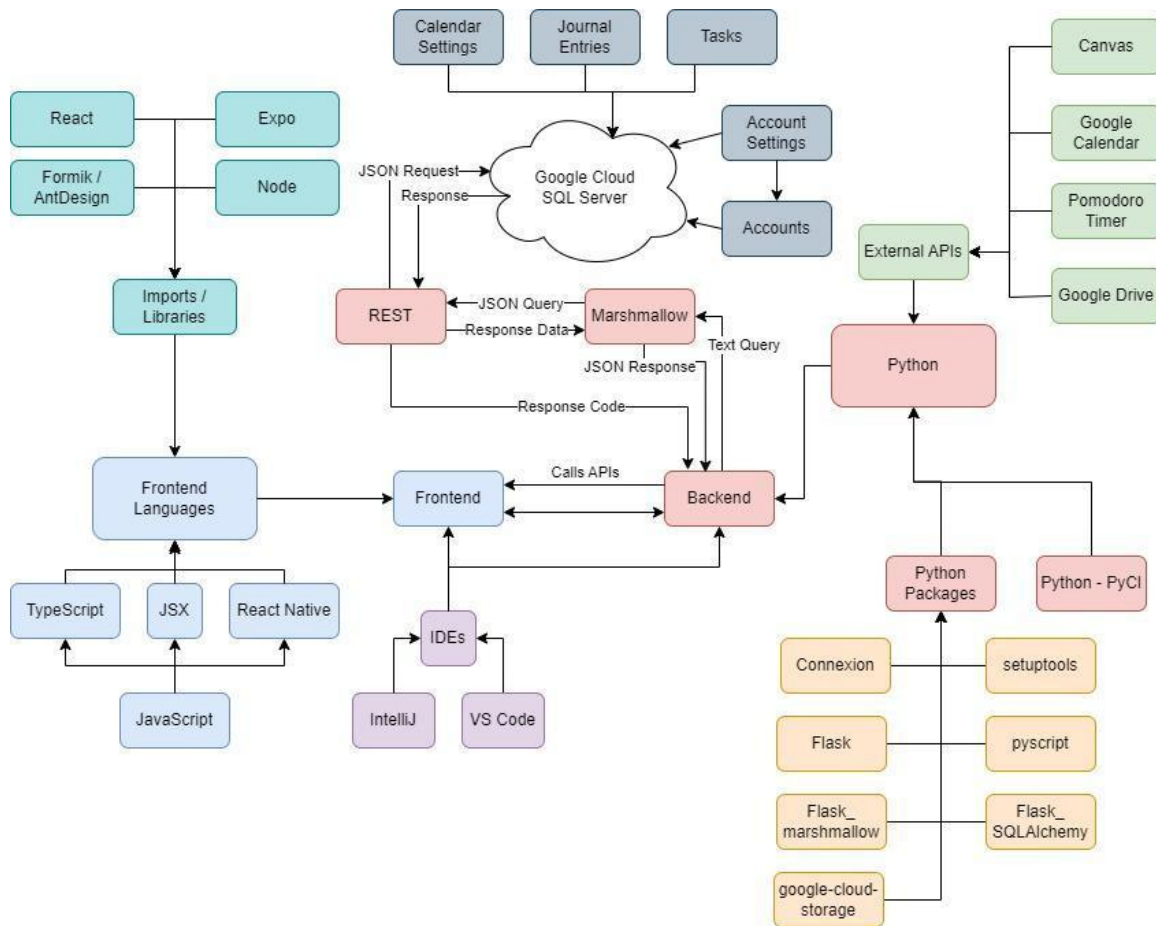 Calendar
Settings
Journal
Entries
Tasks
Canvas
React
Expo
Account
Settings
Google
Calendar
JSON Request
Formik /
AntDesign
Node
Google Cloud
SQL Server
Response
Pomodoro
Timer
Accounts
External APIs
Imports /
Libraries
REST
JSON Query
Marshmallow
Google Drive
Response Data
Text Query
JSON Response
Python
Response Code
Frontend
Languages
Calls APIs
Frontend
Backend
TypeScript
JSX
React Native
Python
Packages
Python - PyCI
IDEs
Connexion
setuptools
JavaScript
IntelliJ
VS Code
Flask
pyscript
Flask_
marshmallow
Flask_
SQLAlchemy
google-cloud-
storage